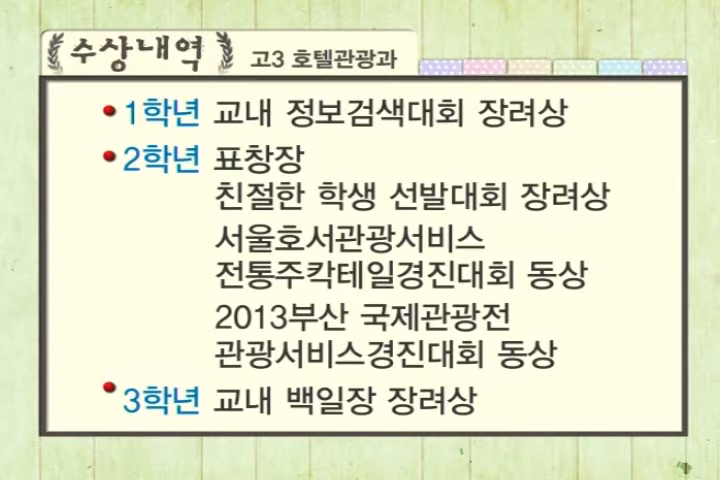 수상내역 고3 호텔관광과
1학년 교내 정보검색대회 장려상
2학년 표창장
친절한 학생 선발대회 장려상
서울호서관광서비스
전통주칵테일경진대회 동상
2013부산 국제관광전
관광서비스경진대회 동상
3학년 교내 백일장 장려상